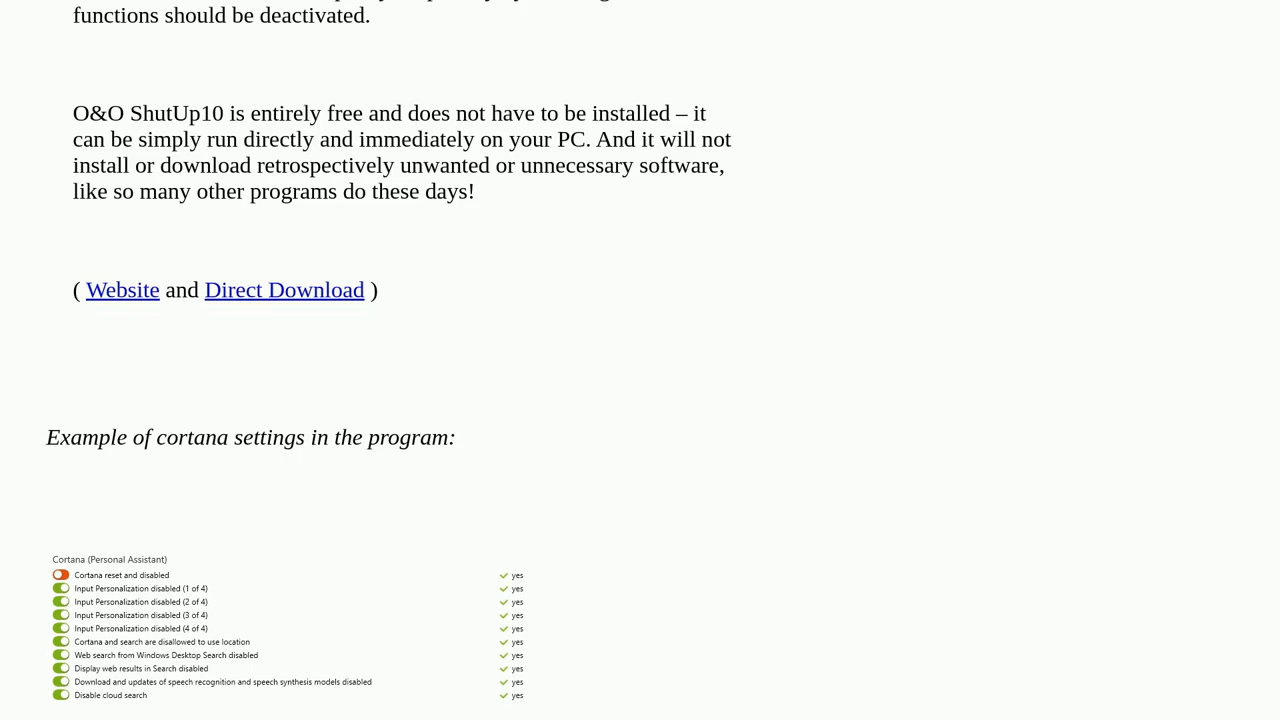 functions should be deactivated.
O&O ShutUp10 is entirely free and does not have to be installed – it
can be simply run directly and immediately on your PC. And it will not
install or download retrospectively unwanted or unnecessary software,
like so many other programs do these days!
( Website and Direct Download )
Example of cortana settings in the program:
Cortana (Personal Assistant)
Cortana reset and disabled yes
Input Personalization disabled (1 of 4) yes
Input Personalization disabled (2 of 4) yes
Input Personalization disabled (3 of 4) yes
Input Personalization disabled (4 of 4) yes
Cortana and search are disallowed to use location yes
Web search from Windows Desktop Search disabled yes
Display web results in Search disabled yes
Download and updates of speech recognition and speech synthesis models disabled yes
Disable cloud search yes